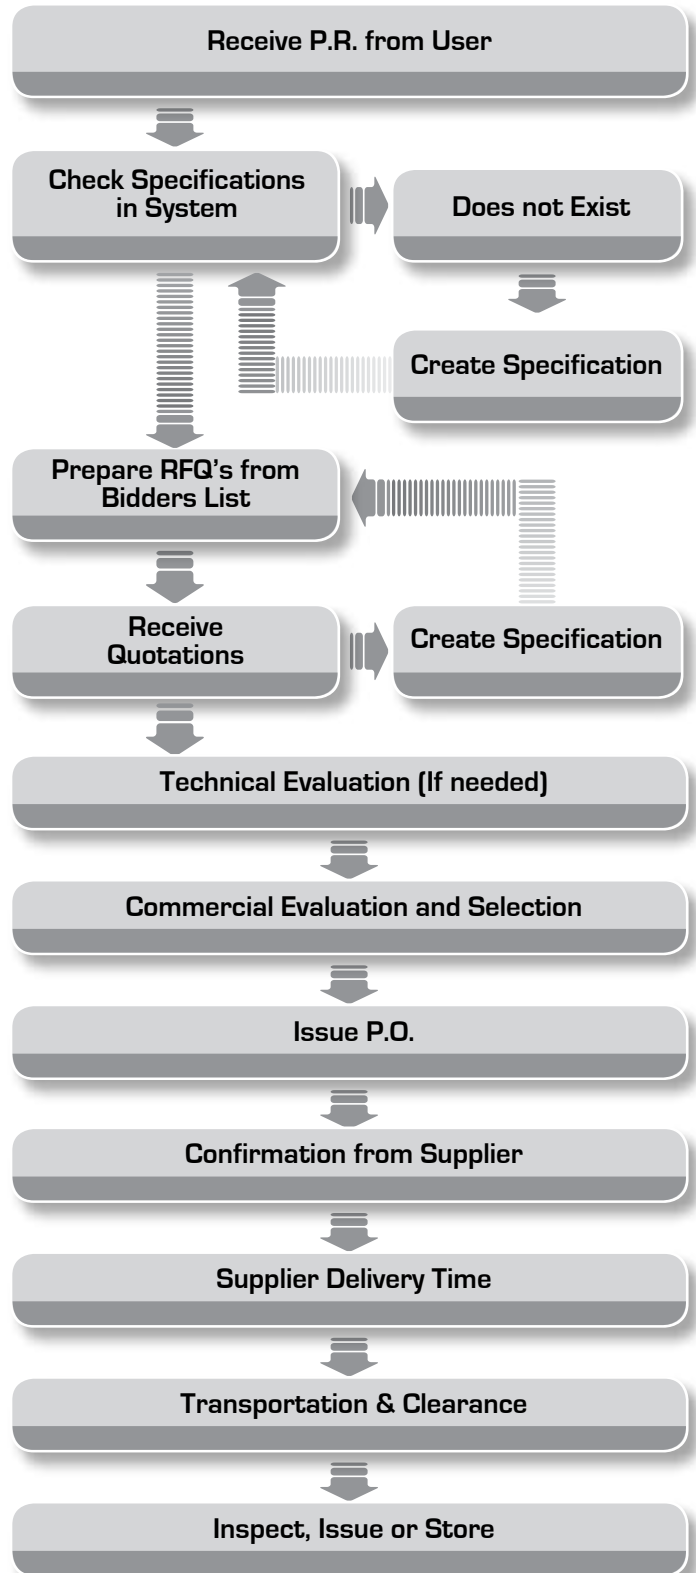 Receive P.R. from User
Check Specifications
in System
Does not Exist
Create Specification
Prepare RFQ's from
Bidders List
Receive
Quotations
Create Specification
Technical Evaluation (If needed)
Commercial Evaluation and Selection
Issue P.O.
Confirmation from Supplier
Supplier Delivery Time
Transportation & Clearance
Inspect, Issue or Store